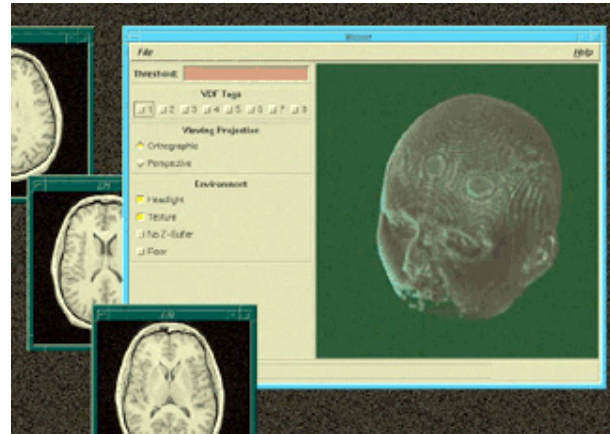 File Help
Threshold:
VDF Tags
1 2 3 4 5 6 7 8
Viewing Projection
Orthographic
Perspective
Environment
Headlight
Texture
No Z-Buffer
Floor